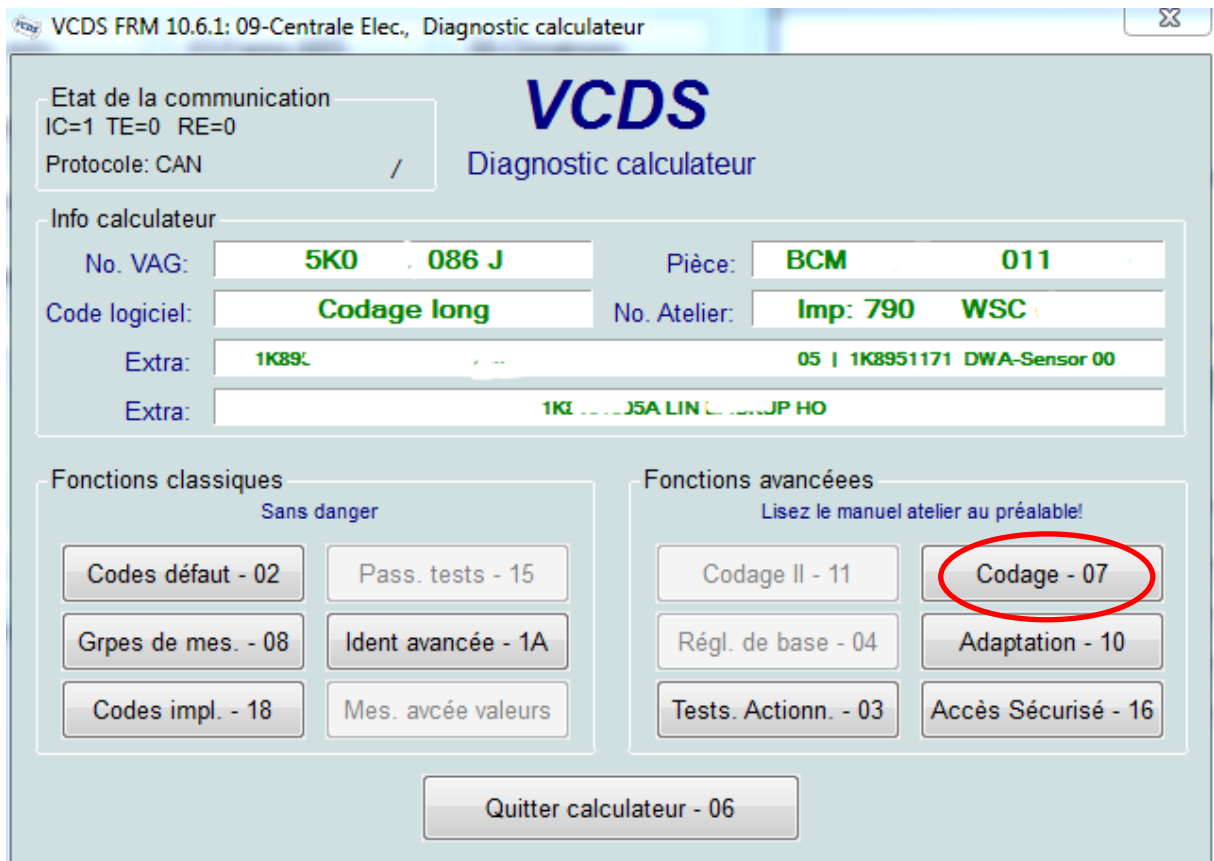 VCDS FRM 10.6.1: 09-Centrale Elec., Diagnostic calculateur
Etat de la communication
IC=1 TE=0 RE=0
Protocole: CAN /
VCDS
Diagnostic calculateur
Info calculateur
No. VAG: 5K0 086 J
Pièce: BCM 011
Code logiciel: Codage long
No. Atelier: Imp: 790 WSC
Extra: 05 | 1K8951171 DWA-Sensor 00
Extra: LIN HO
Fonctions classiques
Sans danger
Codes défaut - 02
Pass. tests - 15
Grpes de mes. - 08
Ident avancée - 1A
Codes impl. - 18
Mes. avcée valeurs
Fonctions avancéees
Lisez le manuel atelier au préalable!
Codage II - 11
Codage - 07
Régl. de base - 04
Adaptation - 10
Tests. Actionn. - 03
Accès Sécurisé - 16
Quitter calculateur - 06